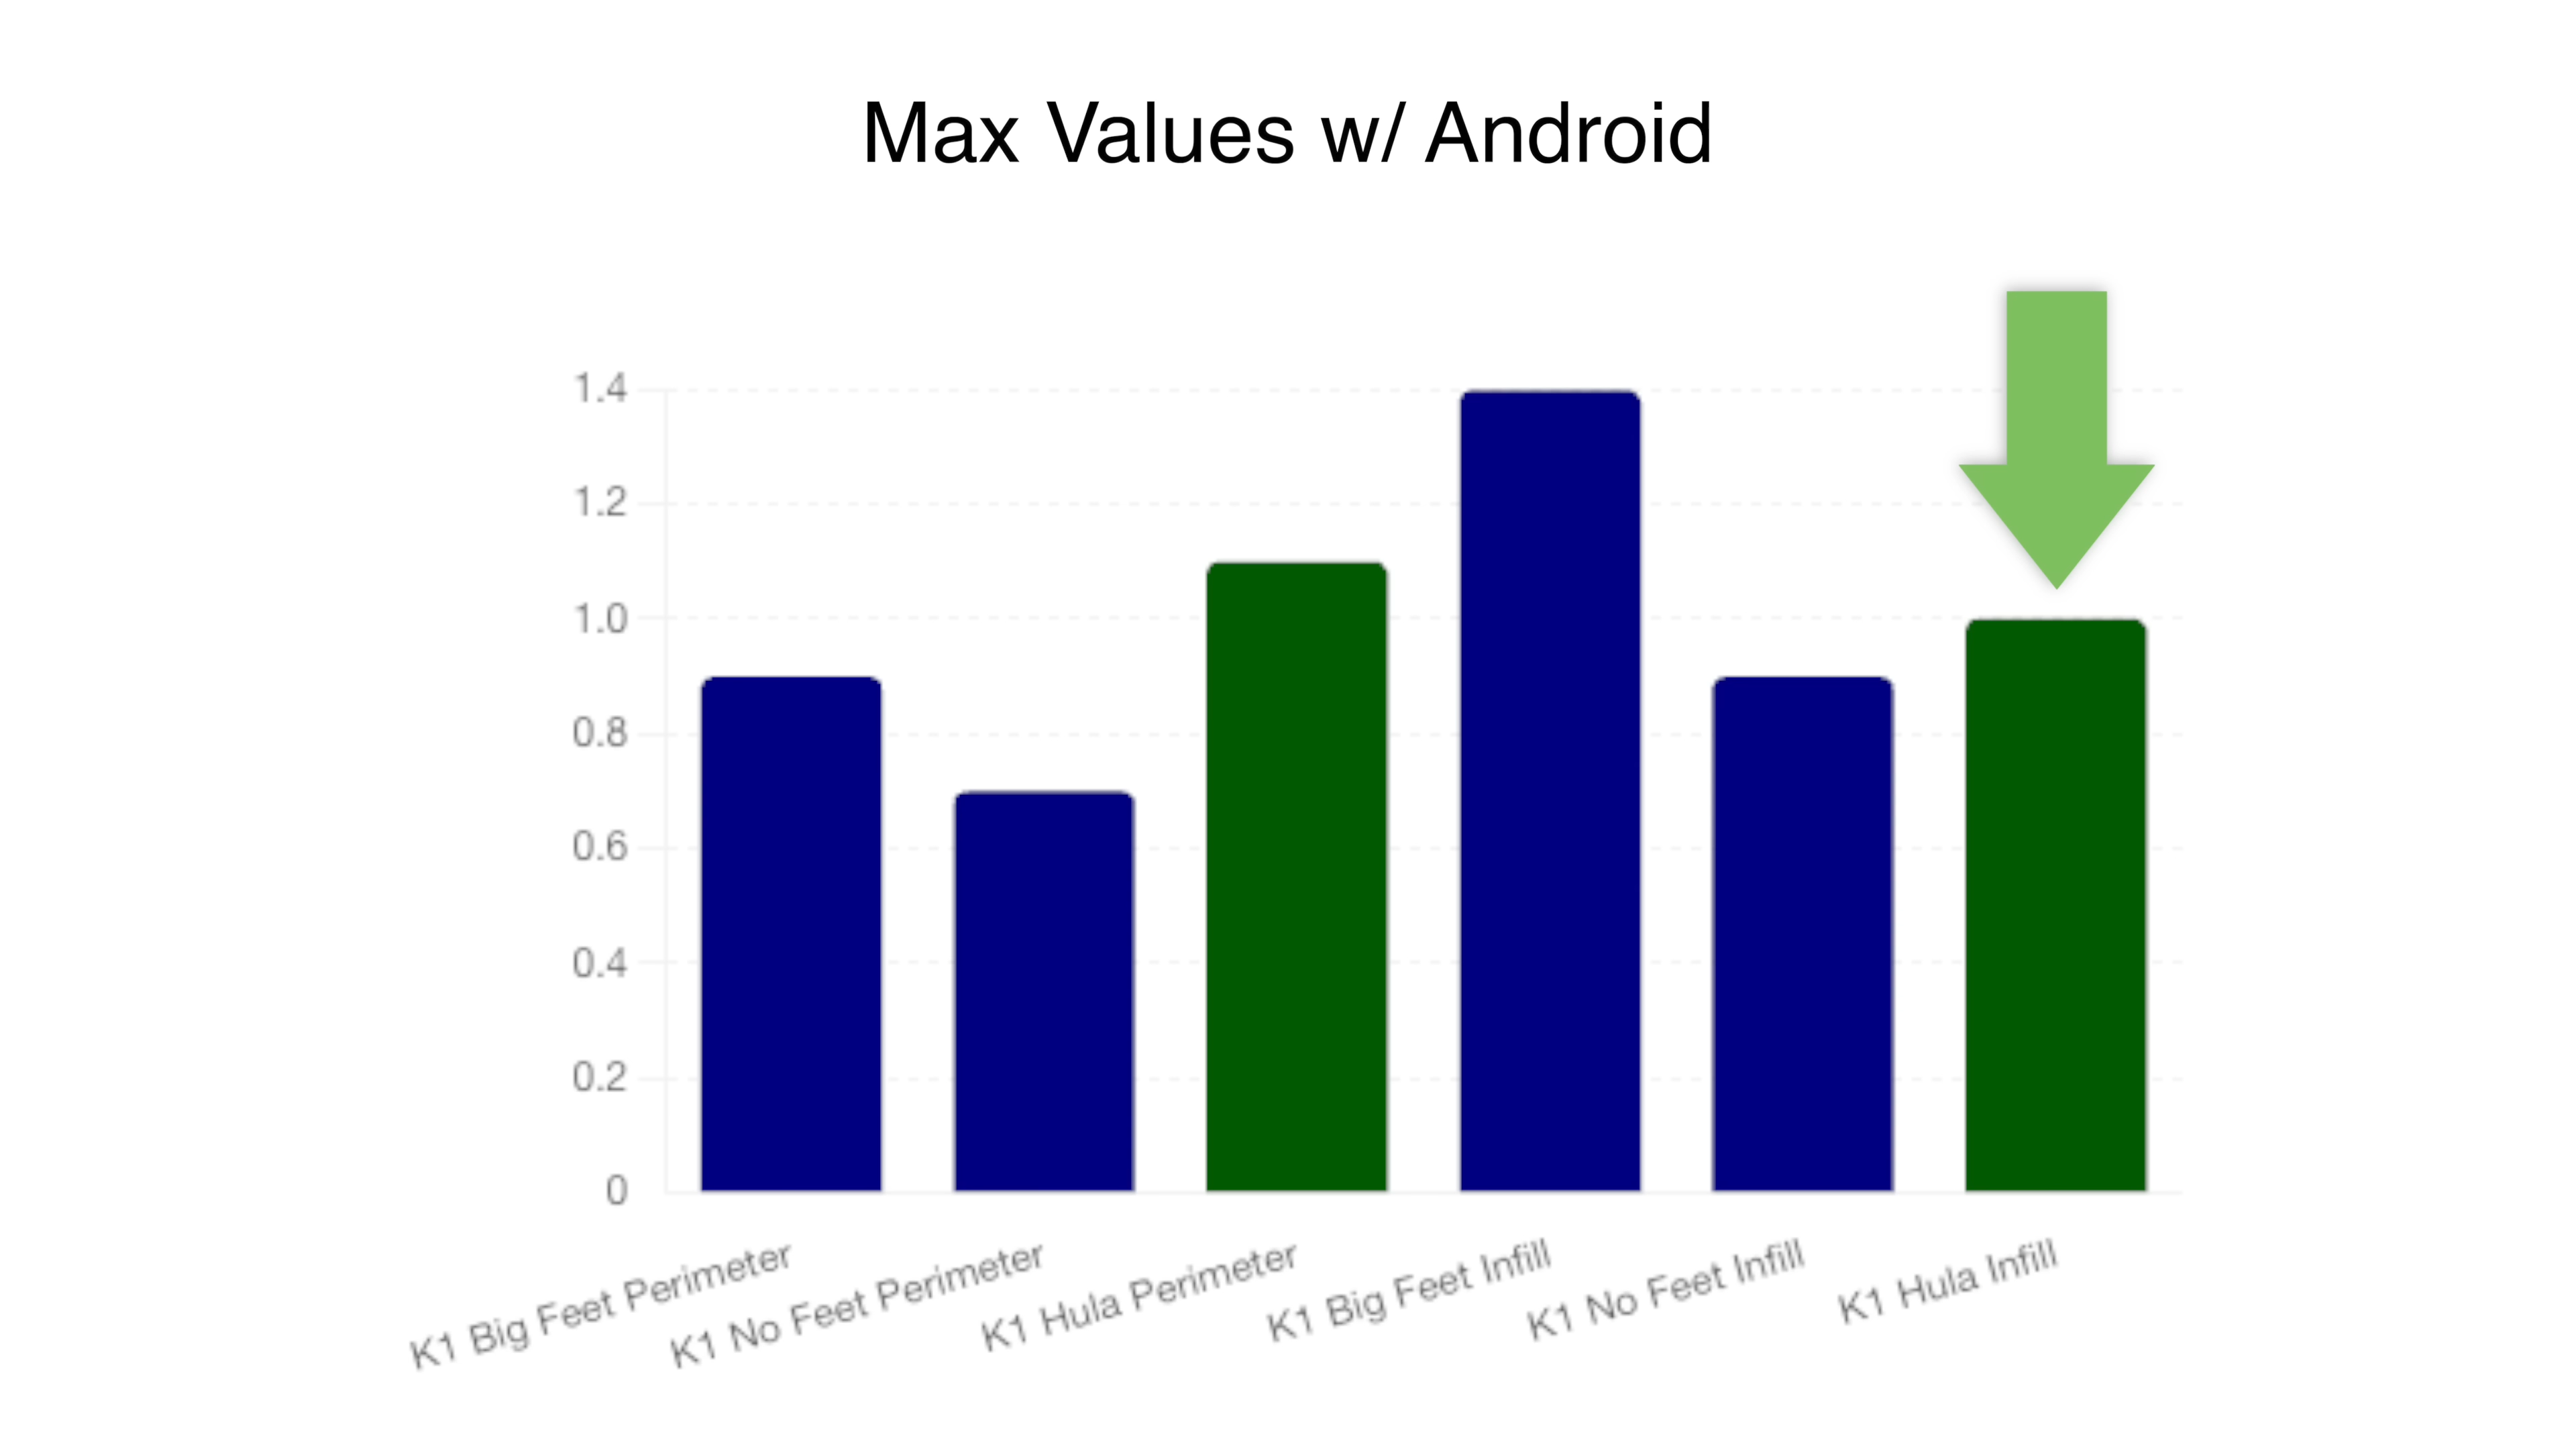 Max Values w/ Android
1.4
1.2
1.0
0.8
0.6
0.4
0.2
0
K1 Big Feet Perimeter
K1 No Feet Perimeter
K1 Hula Perimeter
K1 Big Feet Infill
K1 No Feet Infill
K1 Hula Infill